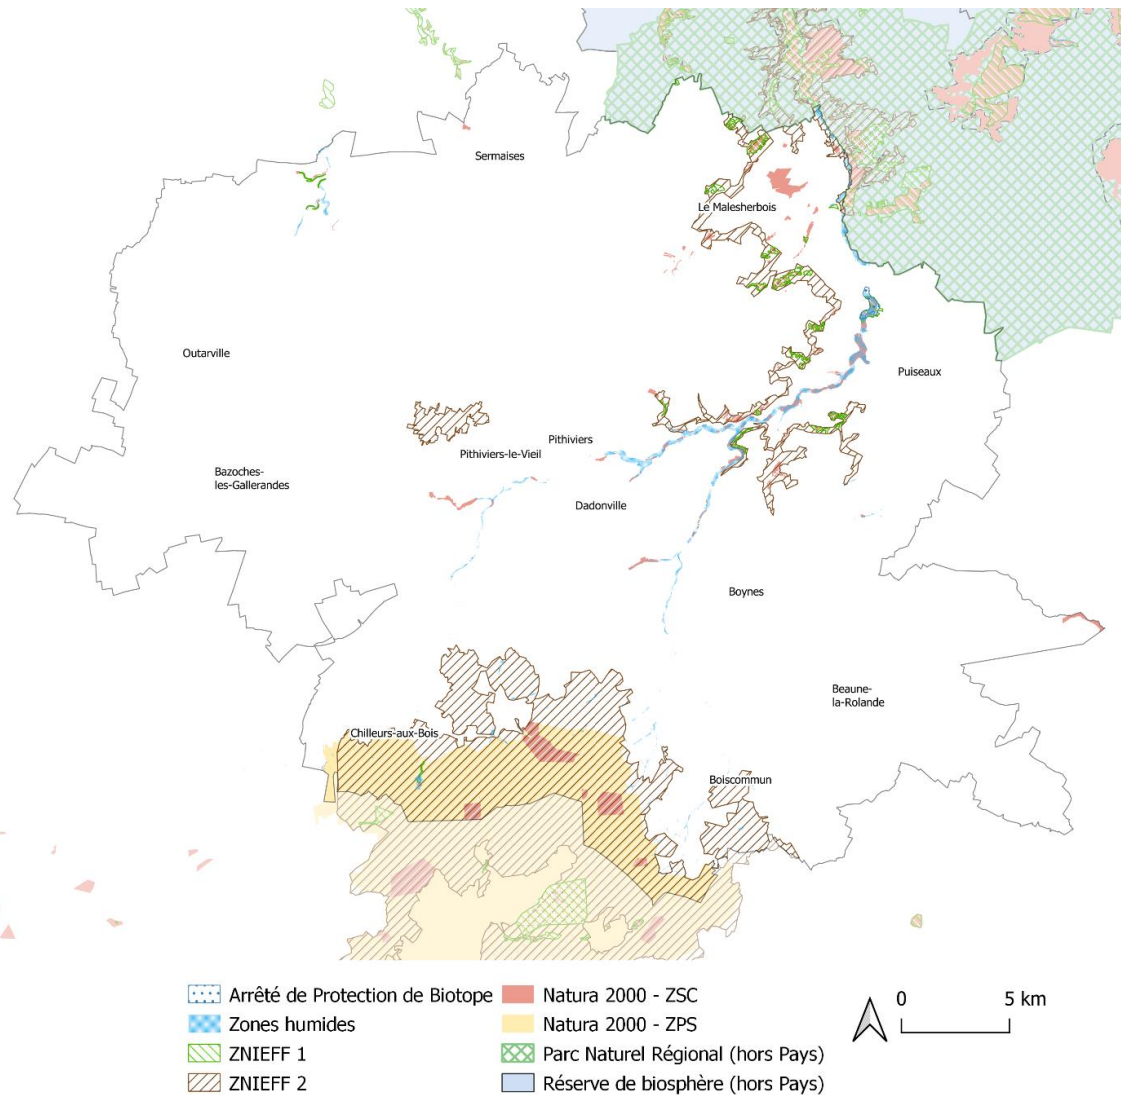 Sermaises
Le Malesherbois
Outarville
Puiseaux
Pithiviers
Pithiviers-le-Vieil
Bazoches-
les-Gallerandes
Dadonville
Boynes
Beaune-
la-Rolande
Chilleurs-aux-Bois
Boiscommun
Arrêté de Protection de Biotope
Zones humides
ZNIEFF 1
ZNIEFF 2
Natura 2000 - ZSC
Natura 2000 - ZPS
Parc Naturel Régional (hors Pays)
Réserve de biosphère (hors Pays)
0 5 km